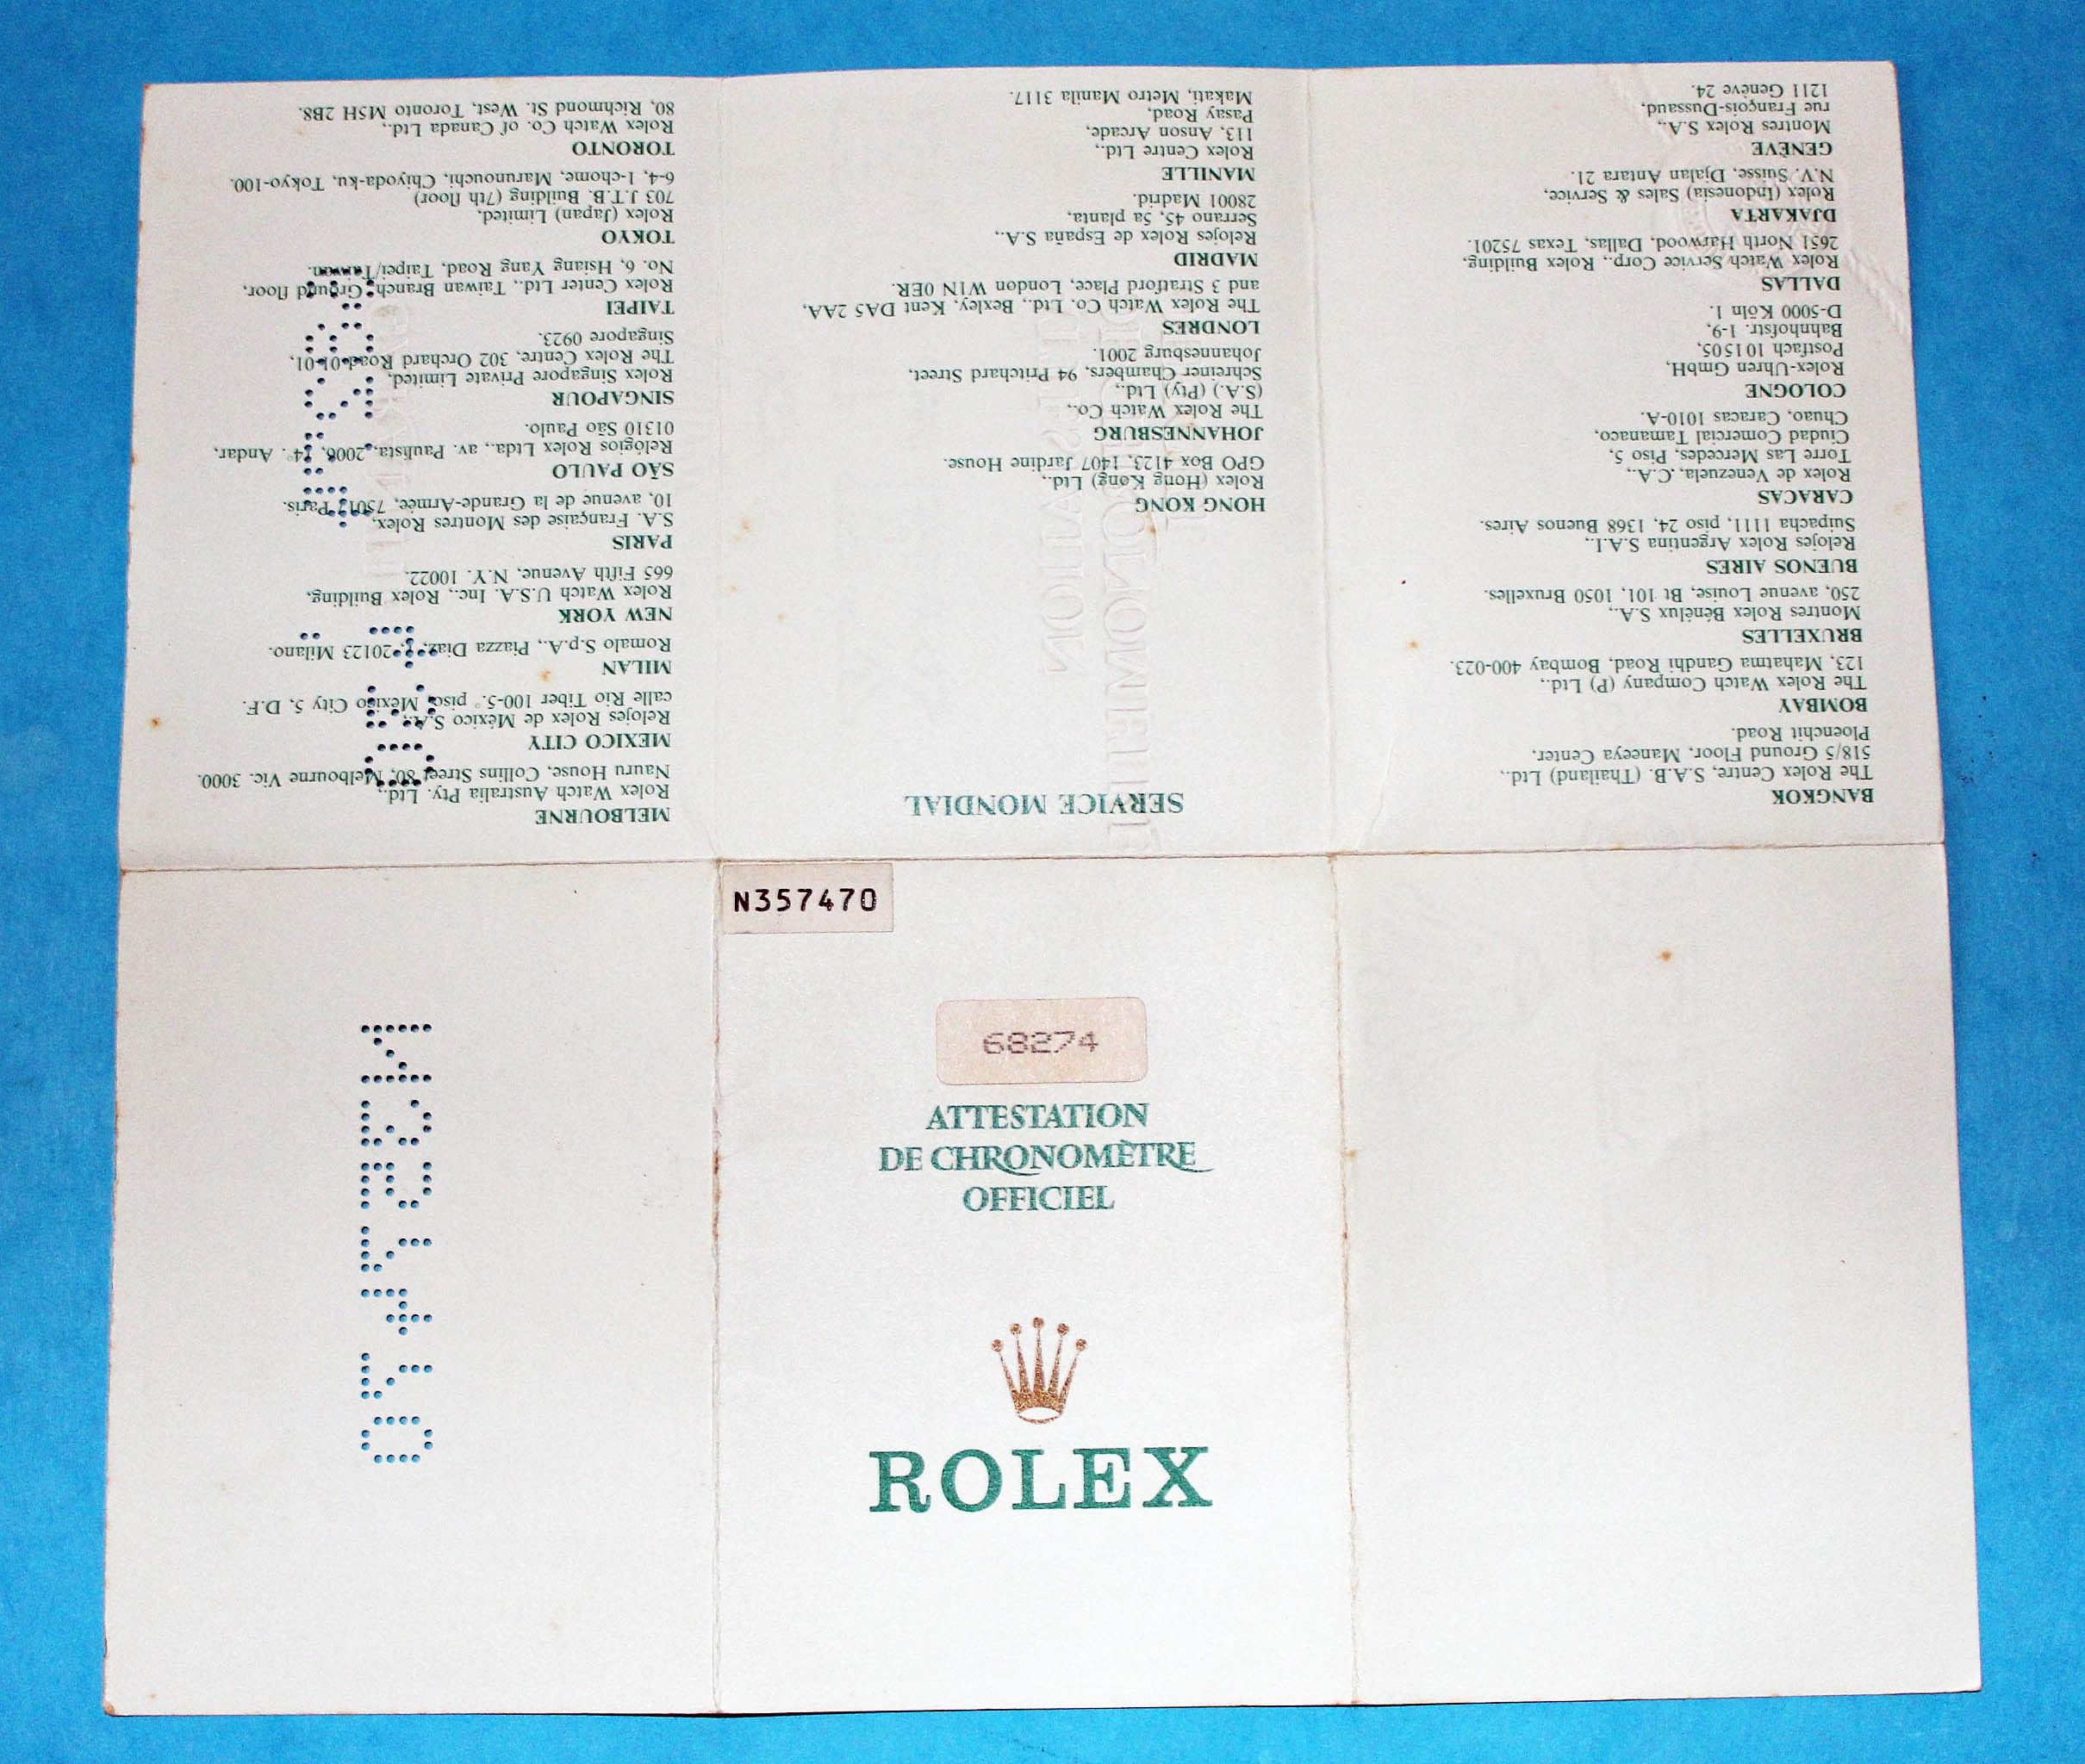 N357470
68274
ATTESTATION
DE CHRONOMÈTRE
OFFICIEL
ROLEX
N357470
SERVICE MONDIAL
BANGKOK
The Rolex Centre, S.A.B. (Thailand) Ltd.,
518/5 Ground Floor, Maneeya Center,
Ploenchit Road.
BOMBAY
The Rolex Watch Company (P) Ltd.,
123, Mahatma Gandhi Road, Bombay 400-023.
BRUXELLES
Montres Rolex Bénélux S.A.,
250, avenue Louise, Bt 101, 1050 Bruxelles.
BUENOS AIRES
Relojes Rolex Argentina S.A.I.,
Suipacha 1111, piso 24, 1368 Buenos Aires.
CARACAS
Rolex de Venezuela, C.A.,
Torre Las Mercedes, Piso 5,
Ciudad Comercial Tamanaco,
Chuao, Caracas 1010-A.
COLOGNE
Rolex-Uhren GmbH,
Postfach 101505,
Bahnhofstr. 1-9,
D-5000 Köln 1.
DALLAS
Rolex Watch Service Corp., Rolex Building,
2651 North Harwood, Dallas, Texas 75201.
DJAKARTA
Rolex (Indonesia) Sales & Service,
N.V. Suisse, Djalan Antara 21.
GENÈVE
Montres Rolex S.A.,
rue François-Dussaud,
1211 Genève 24.
HONG KONG
Rolex (Hong Kong) Ltd.,
GPO Box 4123, 1407 Jardine House.
JOHANNESBURG
The Rolex Watch Co.,
(S.A.) (Pty) Ltd.,
Schreiner Chambers, 94 Pritchard Street,
Johannesburg 2001.
LONDRES
The Rolex Watch Co. Ltd., Bexley, Kent DA5 2AA,
and 3 Stratford Place, London W1N 0ER.
MADRID
Relojes Rolex de España S.A.,
Serrano 45, 5a planta,
28001 Madrid.
MANILLE
Rolex Centre Ltd.,
113, Anson Arcade,
Pasay Road,
Makati, Metro Manila 3117.
MELBOURNE
Rolex Watch Australia Pty. Ltd.,
Nauru House, Collins Street 80, Melbourne Vic. 3000.
MEXICO CITY
Relojes Rolex de México S.A.,
calle Rio Tiber 100-5.° piso, México City 5, D.F.
MILAN
Romalo S.p.A., Piazza Diaz, 20123 Milano.
NEW YORK
Rolex Watch U.S.A. Inc., Rolex Building,
665 Fifth Avenue, N.Y. 10022.
PARIS
S.A. Française des Montres Rolex,
10, avenue de la Grande-Armée, 75017 Paris.
SÃO PAULO
Relógios Rolex Ltda., av. Paulista, 2006, 14°. Andar,
01310 São Paulo.
SINGAPOUR
Rolex Singapore Private Limited,
The Rolex Centre, 302 Orchard Road 01-01,
Singapore 0923.
TAIPEI
Rolex Center Ltd., Taiwan Branch, Ground floor,
No. 6, Hsiang Yang Road, Taipei/Taiwan.
TOKYO
Rolex (Japan) Limited,
703 J.T.B. Building (7th floor)
6-4, 1-chome, Marunouchi, Chiyoda-ku, Tokyo-100.
TORONTO
Rolex Watch Co. of Canada Ltd.,
80, Richmond St. West, Toronto M5H 2B8.